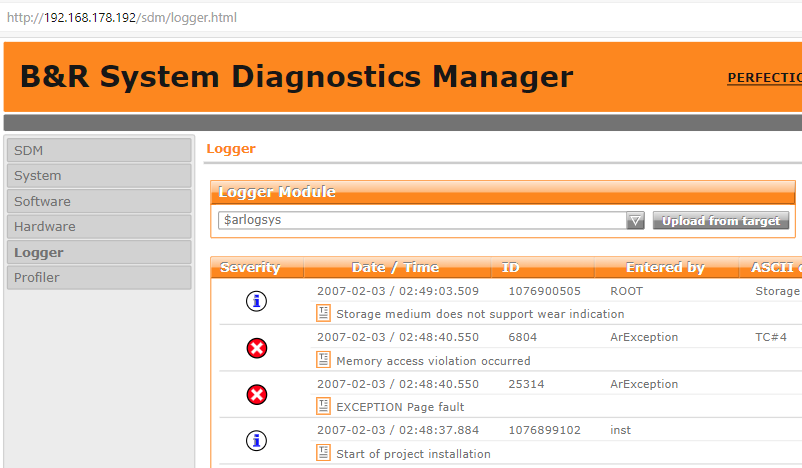 http://192.168.178.192/sdm/logger.html
B&R System Diagnostics Manager
PERFECTIO
SDM
System
Software
Hardware
Logger
Profiler
Logger
Logger Module
$arlogsys
Upload from target
Severity Date / Time ID Entered by ASCII
2007-02-03 / 02:49:03.509 1076900505 ROOT Storage
Storage medium does not support wear indication
2007-02-03 / 02:48:40.550 6804 ArException TC#4
Memory access violation occurred
2007-02-03 / 02:48:40.550 25314 ArException
EXCEPTION Page fault
2007-02-03 / 02:48:37.884 1076899102 inst
Start of project installation